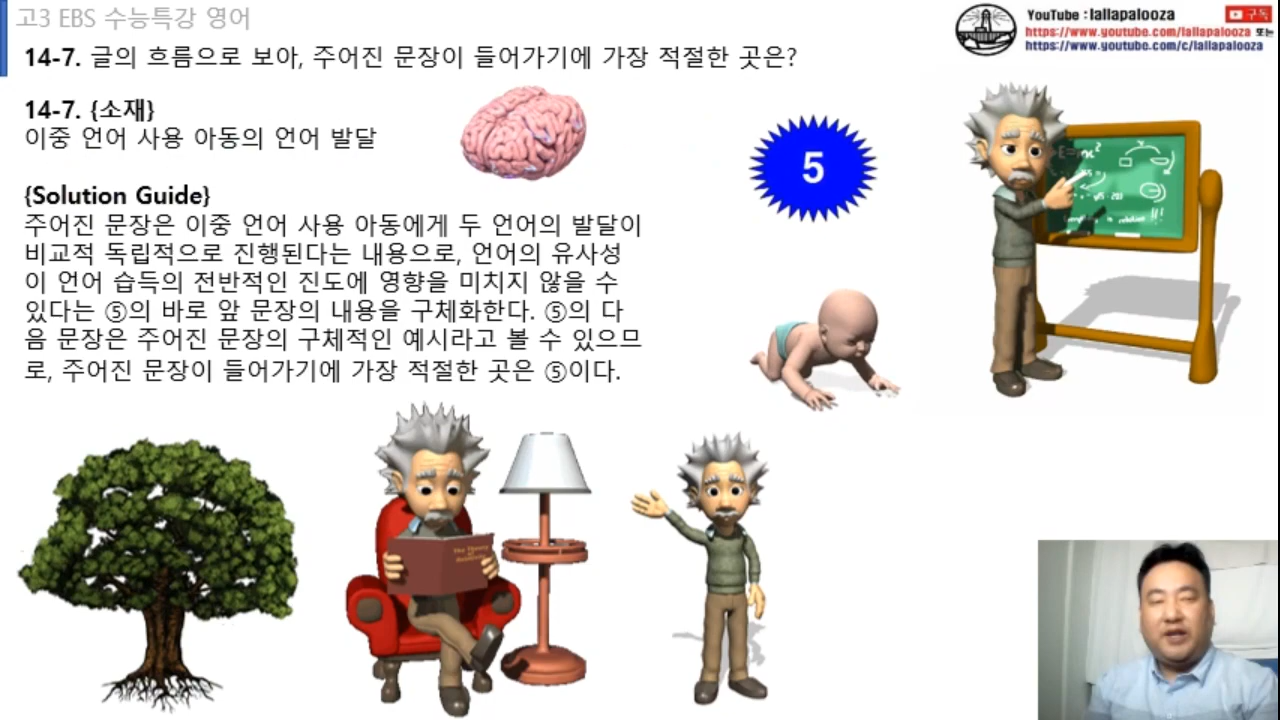 고3 EBS 수능특강 영어
YouTube : lallapalooza
구독
https://www.youtube.com/lallapalooza 또는
https://www.youtube.com/c/lallapalooza
14-7. 글의 흐름으로 보아, 주어진 문장이 들어가기에 가장 적절한 곳은?
14-7. {소재}
이중 언어 사용 아동의 언어 발달
5
{Solution Guide}
주어진 문장은 이중 언어 사용 아동에게 두 언어의 발달이
비교적 독립적으로 진행된다는 내용으로, 언어의 유사성
이 언어 습득의 전반적인 진도에 영향을 미치지 않을 수
있다는 ⑤의 바로 앞 문장의 내용을 구체화한다. ⑤의 다
음 문장은 주어진 문장의 구체적인 예시라고 볼 수 있으므
로, 주어진 문장이 들어가기에 가장 적절한 곳은 ⑤이다.